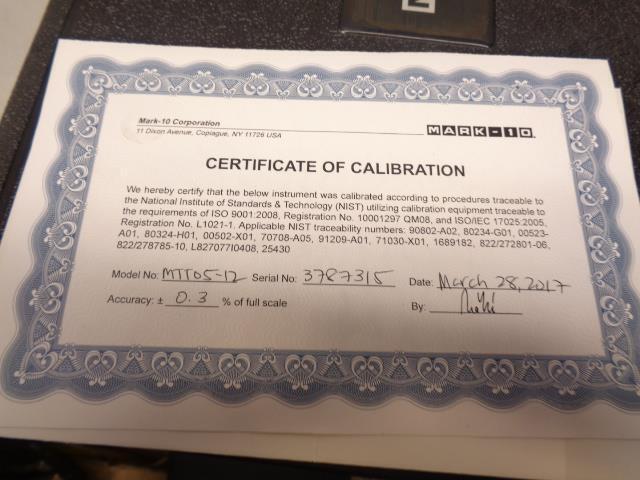 Mark-10 Corporation
11 Dixon Avenue, Copiague, NY 11726 USA
MARK-10
CERTIFICATE OF CALIBRATION
We hereby certify that the below instrument was calibrated according to procedures traceable to
the National Institute of Standards & Technology (NIST) utilizing calibration equipment traceable to
the requirements of ISO 9001:2008, Registration No. 10001297 QM08, and ISO/IEC 17025:2005,
Registration No. L1021-1. Applicable NIST traceability numbers: 90802-A02, 80234-G01, 00523-
A01, 80324-H01, 00502-X01, 70708-A05, 91209-A01, 71030-X01, 1689182, 822/272801-06,
822/278785-10, L82707710408, 25430
Model No: MTT05-12 Serial No: 3787315 Date: March 28, 2017
Accuracy: ± 0.3 % of full scale By: